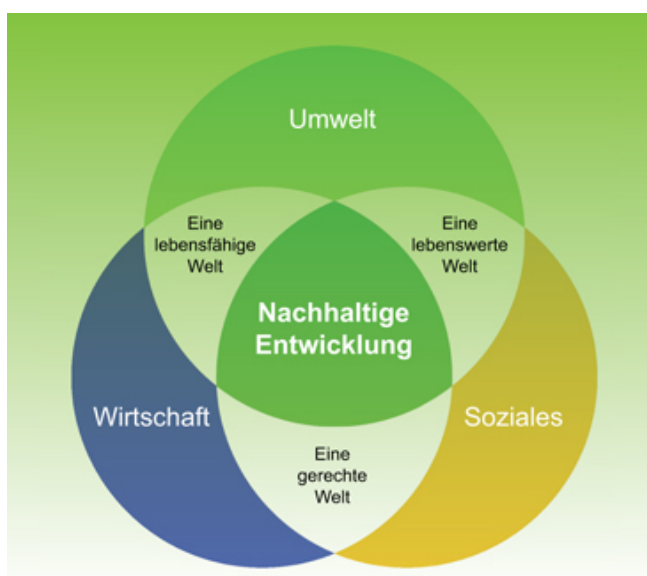 Umwelt
Eine
lebensfähige
Welt
Eine
lebenswerte
Welt
Nachhaltige
Entwicklung
Wirtschaft
Soziales
Eine
gerechte
Welt